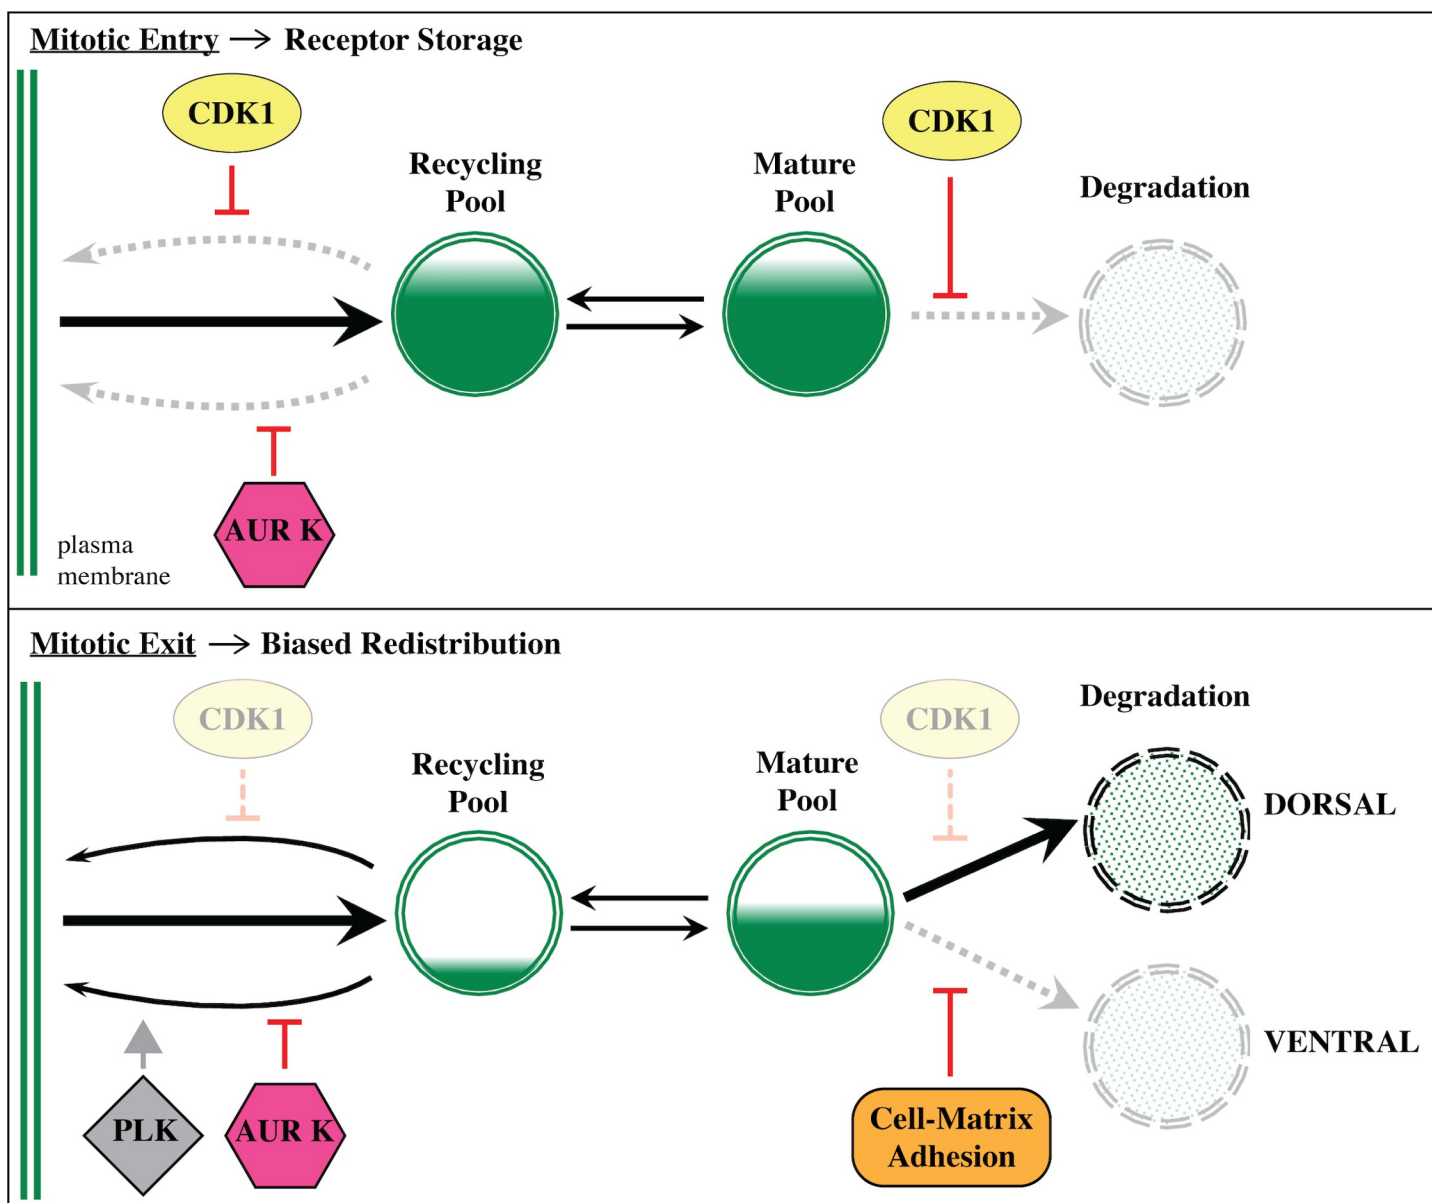 Mitotic Entry → Receptor Storage
CDK1
CDK1
Recycling
Pool
Mature
Pool
Degradation
AUR K
plasma
membrane
Mitotic Exit → Biased Redistribution
CDK1
CDK1
Degradation
Recycling
Pool
Mature
Pool
DORSAL
VENTRAL
PLK
AUR K
Cell-Matrix
Adhesion